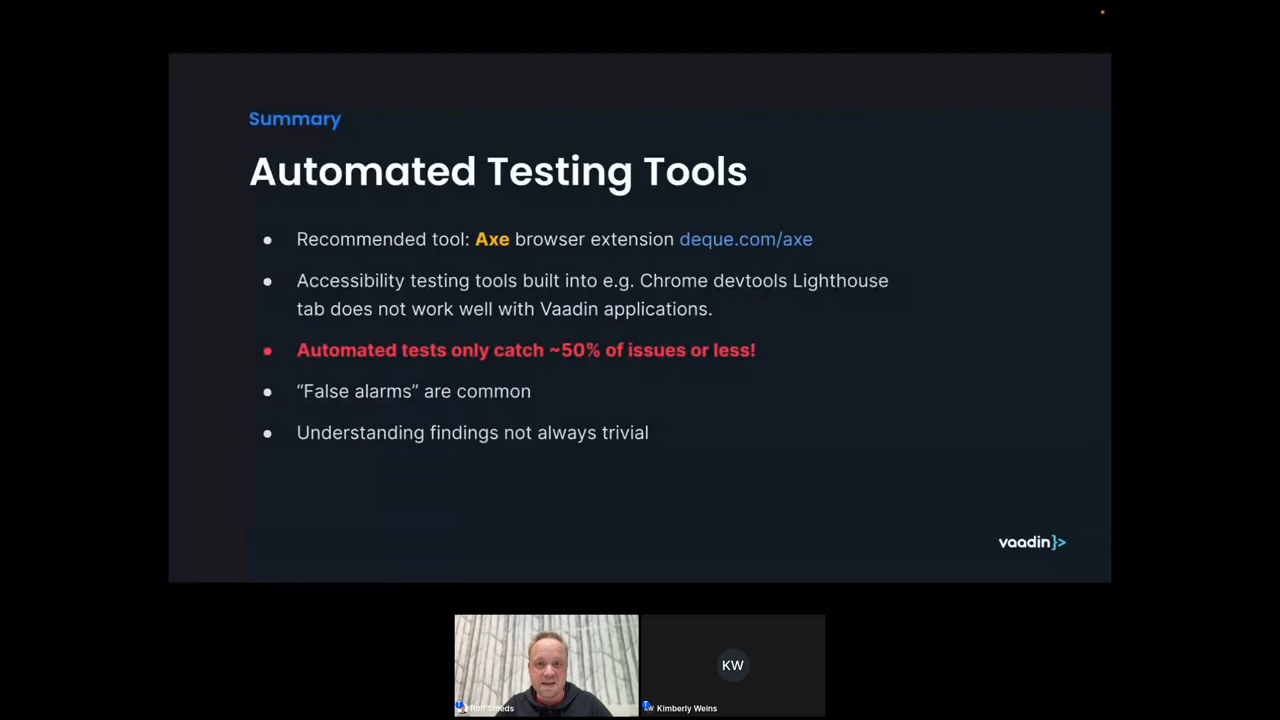 Summary
Automated Testing Tools
● Recommended tool: Axe browser extension deque.com/axe
● Accessibility testing tools built into e.g. Chrome devtools Lighthouse
tab does not work well with Vaadin applications.
● Automated tests only catch ~50% of issues or less!
● “False alarms” are common
● Understanding findings not always trivial
vaadin}>
KW
Rolf Smeds
Kimberly Weins